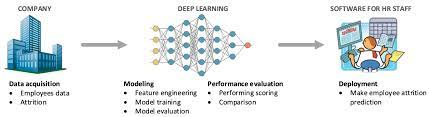 COMPANY
DEEP LEARNING
SOFTWARE FOR HR STAFF
Data acquisition
• Employees data
• Attrition
Modeling
• Feature engineering
• Model training
• Model evaluation
Performance evaluation
• Performing scoring
• Comparison
Deployment
• Make employee attrition
prediction